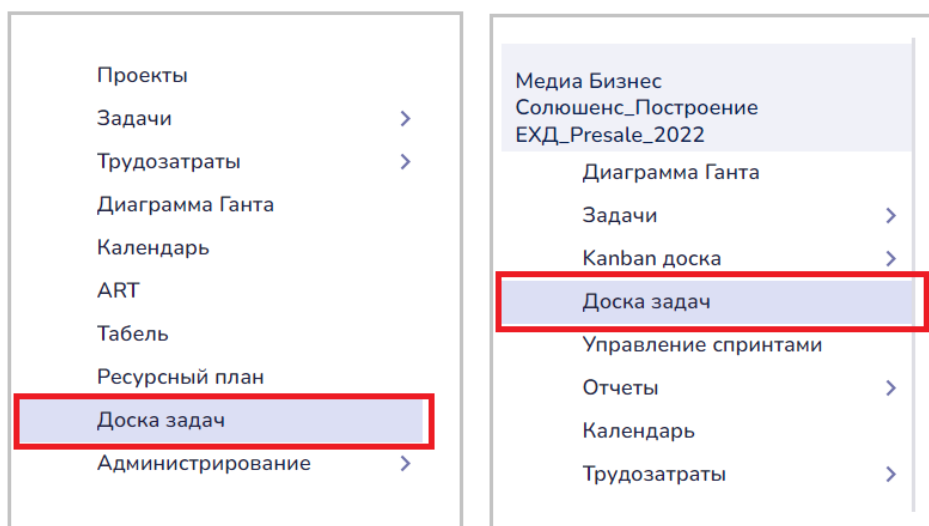 Проекты
Задачи
Трудозатраты
Диаграмма Ганта
Календарь
ART
Табель
Ресурсный план
Доска задач
Администрирование
Медиа Бизнес
Солюшенс_Построение
ЕХД_Presale_2022
Диаграмма Ганта
Задачи
Kanban доска
Доска задач
Управление спринтами
Отчеты
Календарь
Трудозатраты